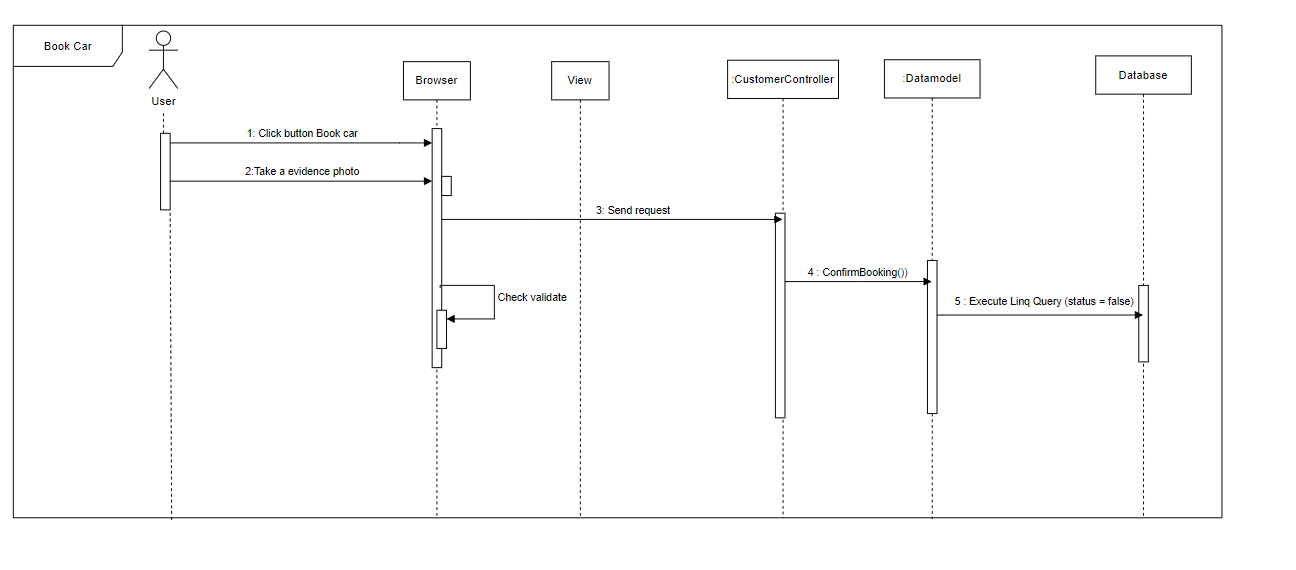 Book Car
User
Browser
View
:CustomerController
:Datamodel
Database
1: Click button Book car
2:Take a evidence photo
3: Send request
4 : ConfirmBooking())
Check validate
5 : Execute Linq Query (status = false)